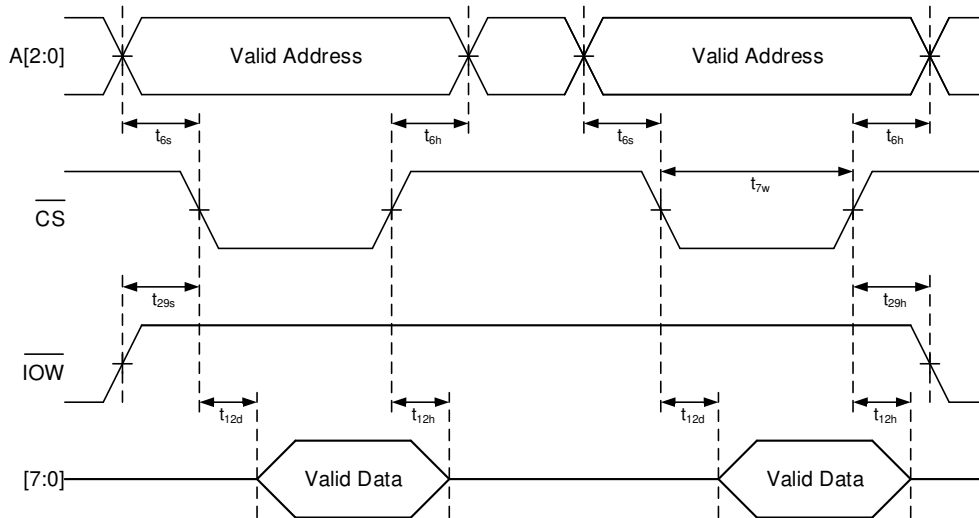 A[2:0]
Valid Address
Valid Address
t6s
t6h
t6s
t6h
t7w
CS
t29s
t29h
IOW
t12d
t12h
t12d
t12h
[7:0]
Valid Data
Valid Data